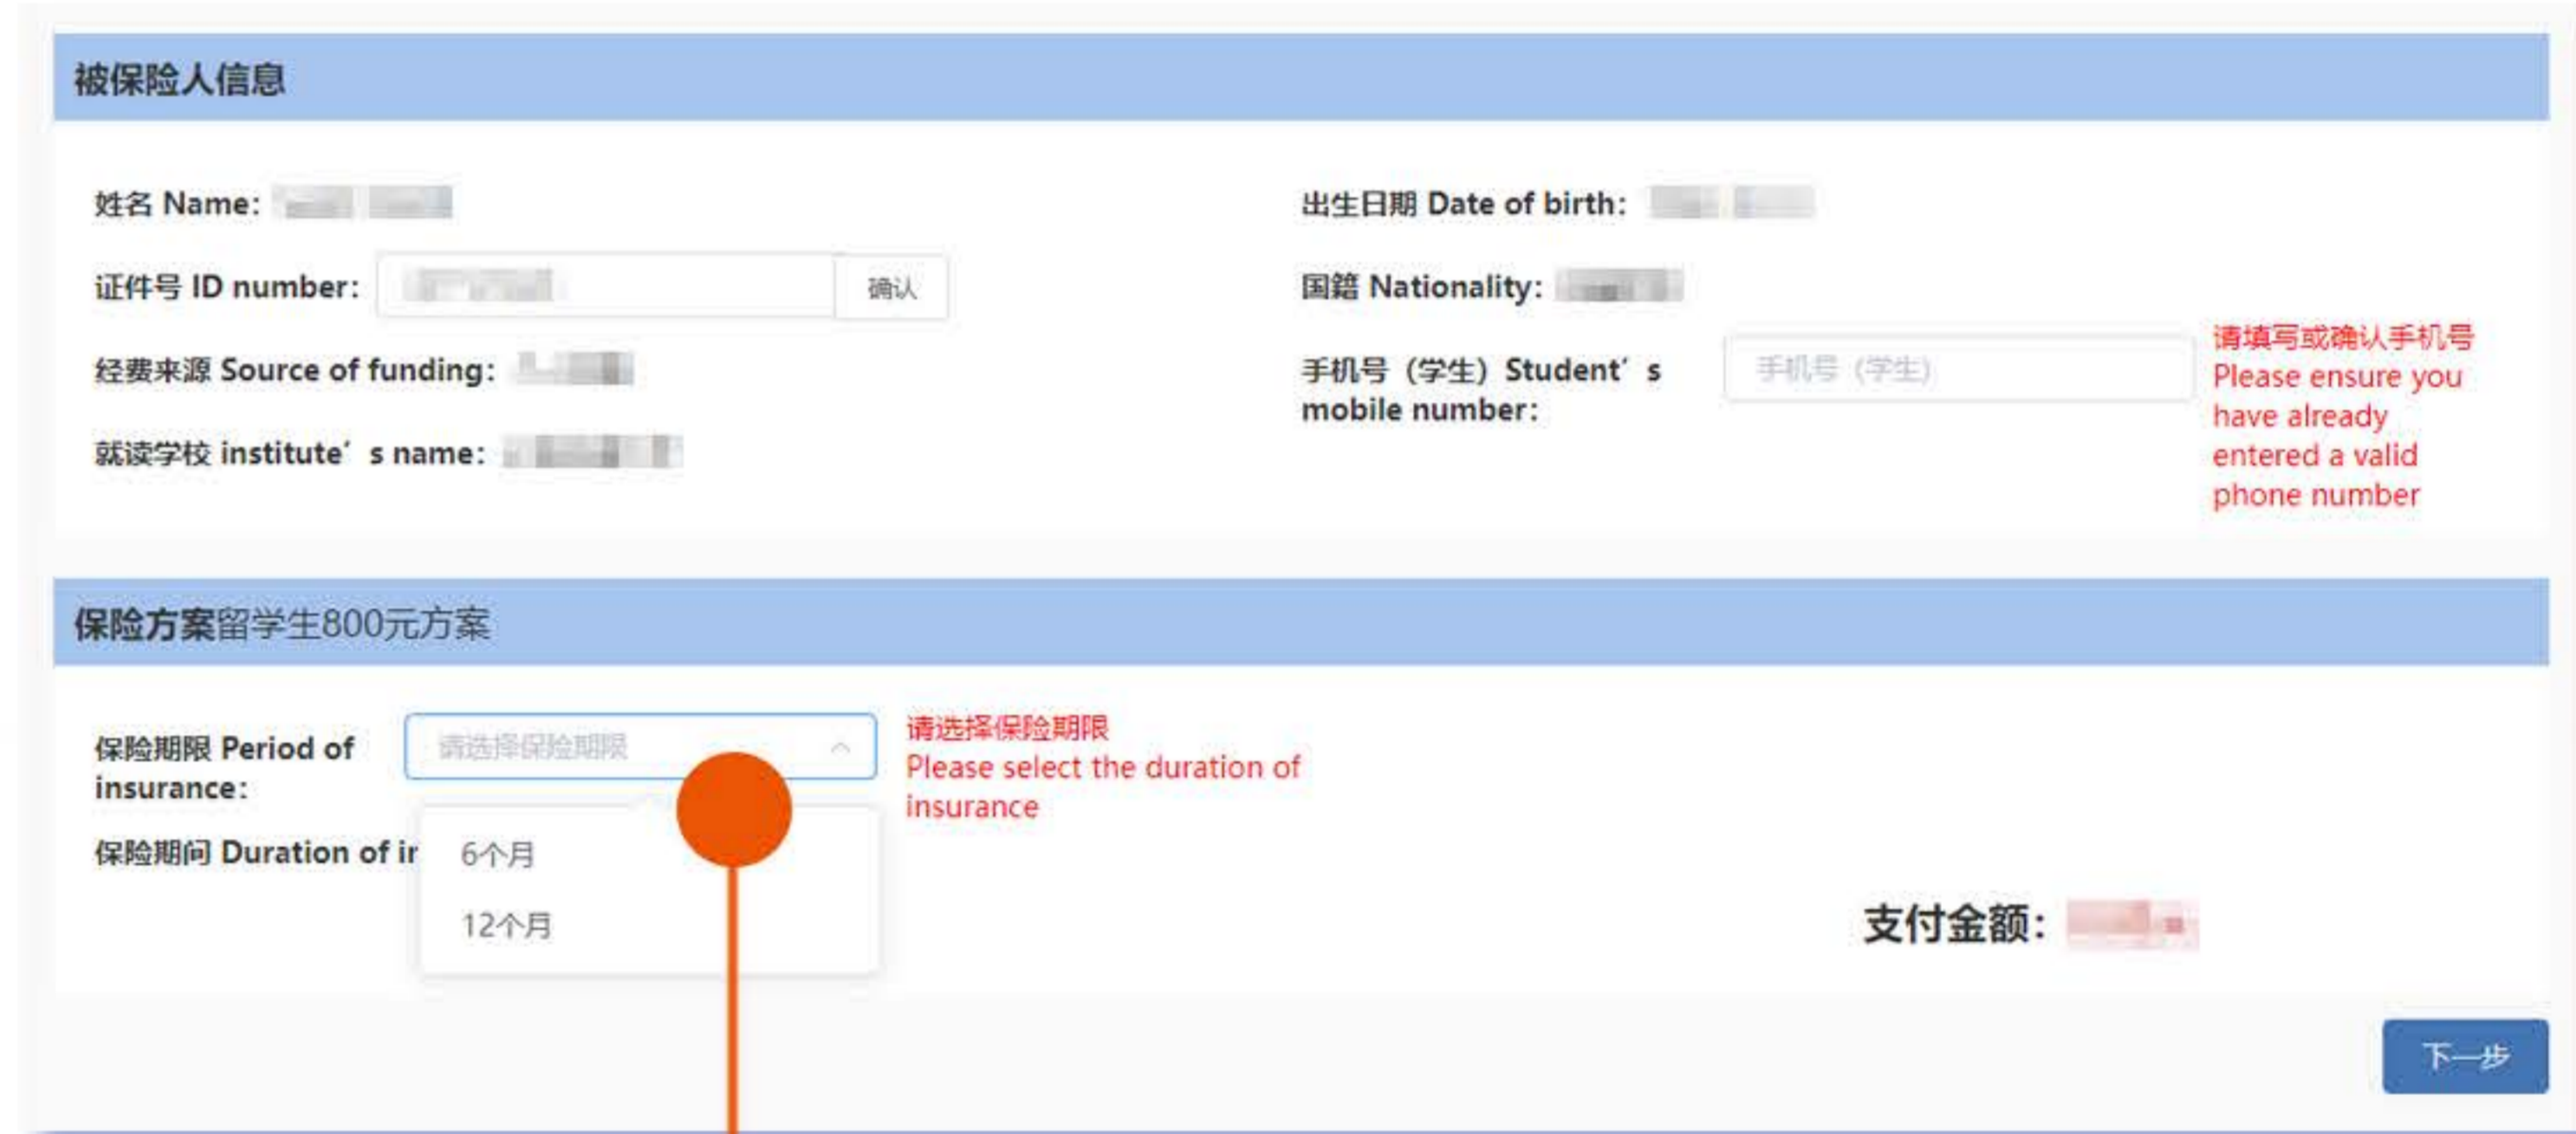 被保险人信息
姓名 Name:
出生日期 Date of birth:
证件号 ID number:
确认
国籍 Nationality:
经费来源 Source of funding:
手机号（学生）Student's
mobile number:
手机号（学生）
请填写或确认手机号
Please ensure you
have already
entered a valid
phone number
就读学校 institute's name:
保险方案留学生800元方案
保险期限 Period of
insurance:
请选择保险期限
请选择保险期限
Please select the duration of
insurance
保险期问 Duration of ir
6个月
12个月
支付金额:
下一步